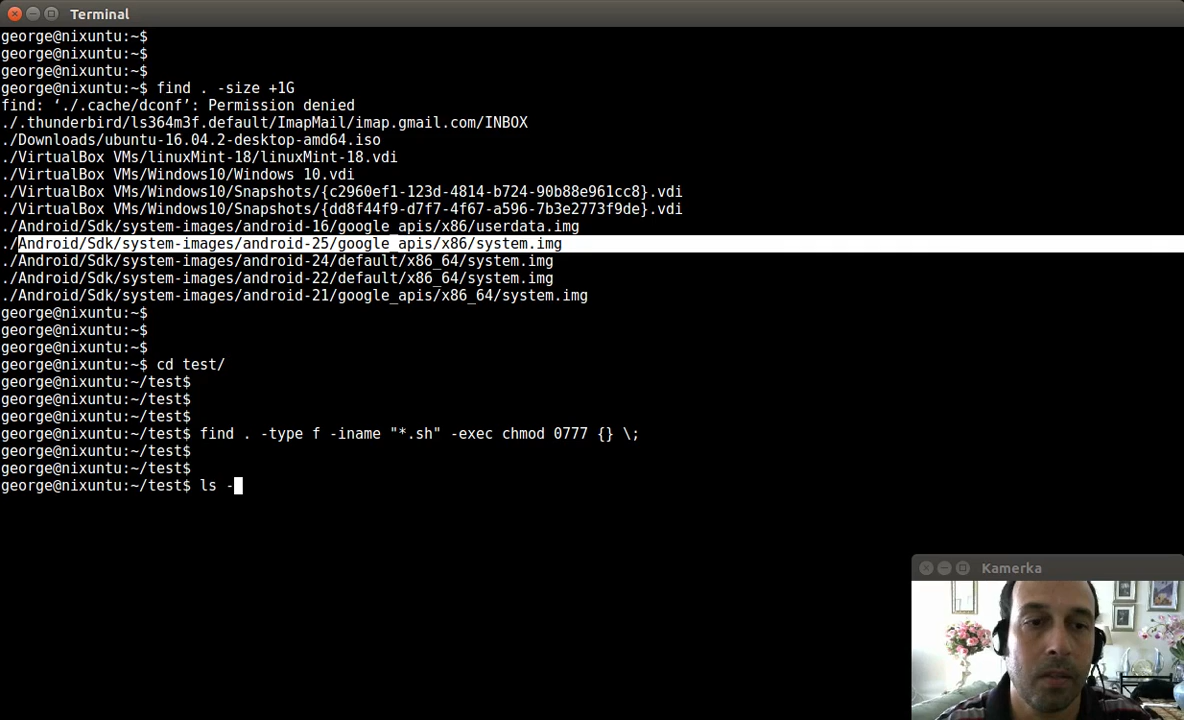 Terminal
george@nixuntu:~$
george@nixuntu:~$
george@nixuntu:~$
george@nixuntu:~$ find . -size +1G
find: ‘./.cache/dconf’: Permission denied
./.thunderbird/ls364m3f.default/ImapMail/imap.gmail.com/INBOX
./Downloads/ubuntu-16.04.2-desktop-amd64.iso
./VirtualBox VMs/linuxMint-18/linuxMint-18.vdi
./VirtualBox VMs/Windows10/Windows 10.vdi
./VirtualBox VMs/Windows10/Snapshots/{c2960ef1-123d-4814-b724-90b88e961cc8}.vdi
./VirtualBox VMs/Windows10/Snapshots/{dd8f44f9-d7f7-4f67-a596-7b3e2773f9de}.vdi
./Android/Sdk/system-images/android-16/google_apis/x86/userdata.img
./Android/Sdk/system-images/android-25/google_apis/x86/system.img
./Android/Sdk/system-images/android-24/default/x86_64/system.img
./Android/Sdk/system-images/android-22/default/x86_64/system.img
./Android/Sdk/system-images/android-21/google_apis/x86_64/system.img
george@nixuntu:~$
george@nixuntu:~$
george@nixuntu:~$
george@nixuntu:~$ cd test/
george@nixuntu:~/test$
george@nixuntu:~/test$
george@nixuntu:~/test$
george@nixuntu:~/test$ find . -type f -iname "*.sh" -exec chmod 0777 {} \;
george@nixuntu:~/test$
george@nixuntu:~/test$
george@nixuntu:~/test$ ls -
Kamerka